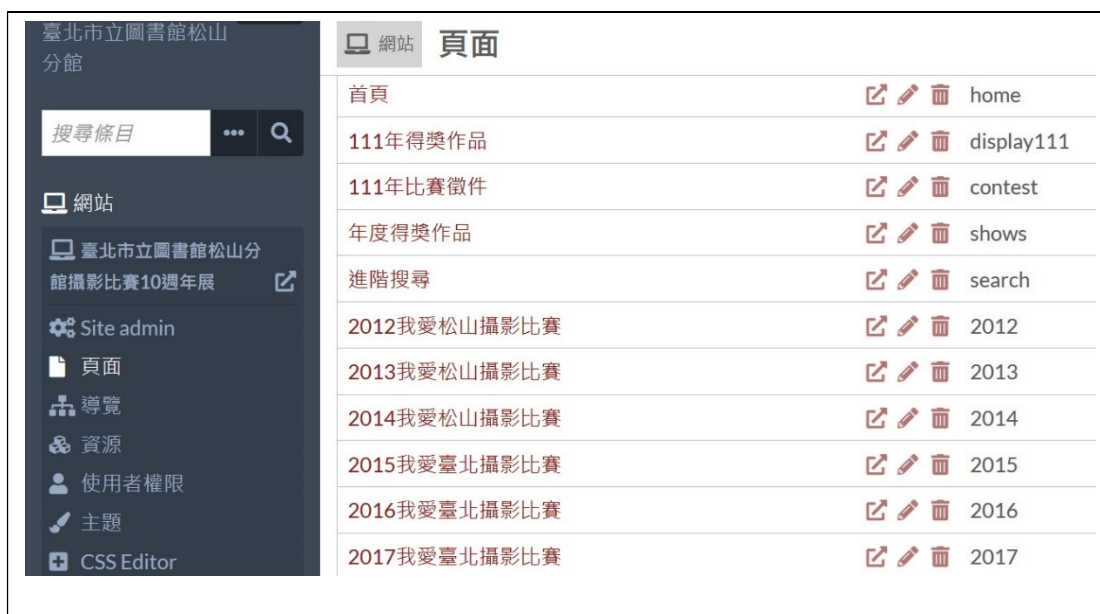 臺北市立圖書館松山
分館
搜尋條目
網站
臺北市立圖書館松山分
館攝影比賽10週年展
Site admin
頁面
導覽
資源
使用者權限
主題
CSS Editor
網站 頁面
首頁 home
111年得獎作品 display111
111年比賽徵件 contest
年度得獎作品 shows
進階搜尋 search
2012我愛松山攝影比賽 2012
2013我愛松山攝影比賽 2013
2014我愛松山攝影比賽 2014
2015我愛臺北攝影比賽 2015
2016我愛臺北攝影比賽 2016
2017我愛臺北攝影比賽 2017